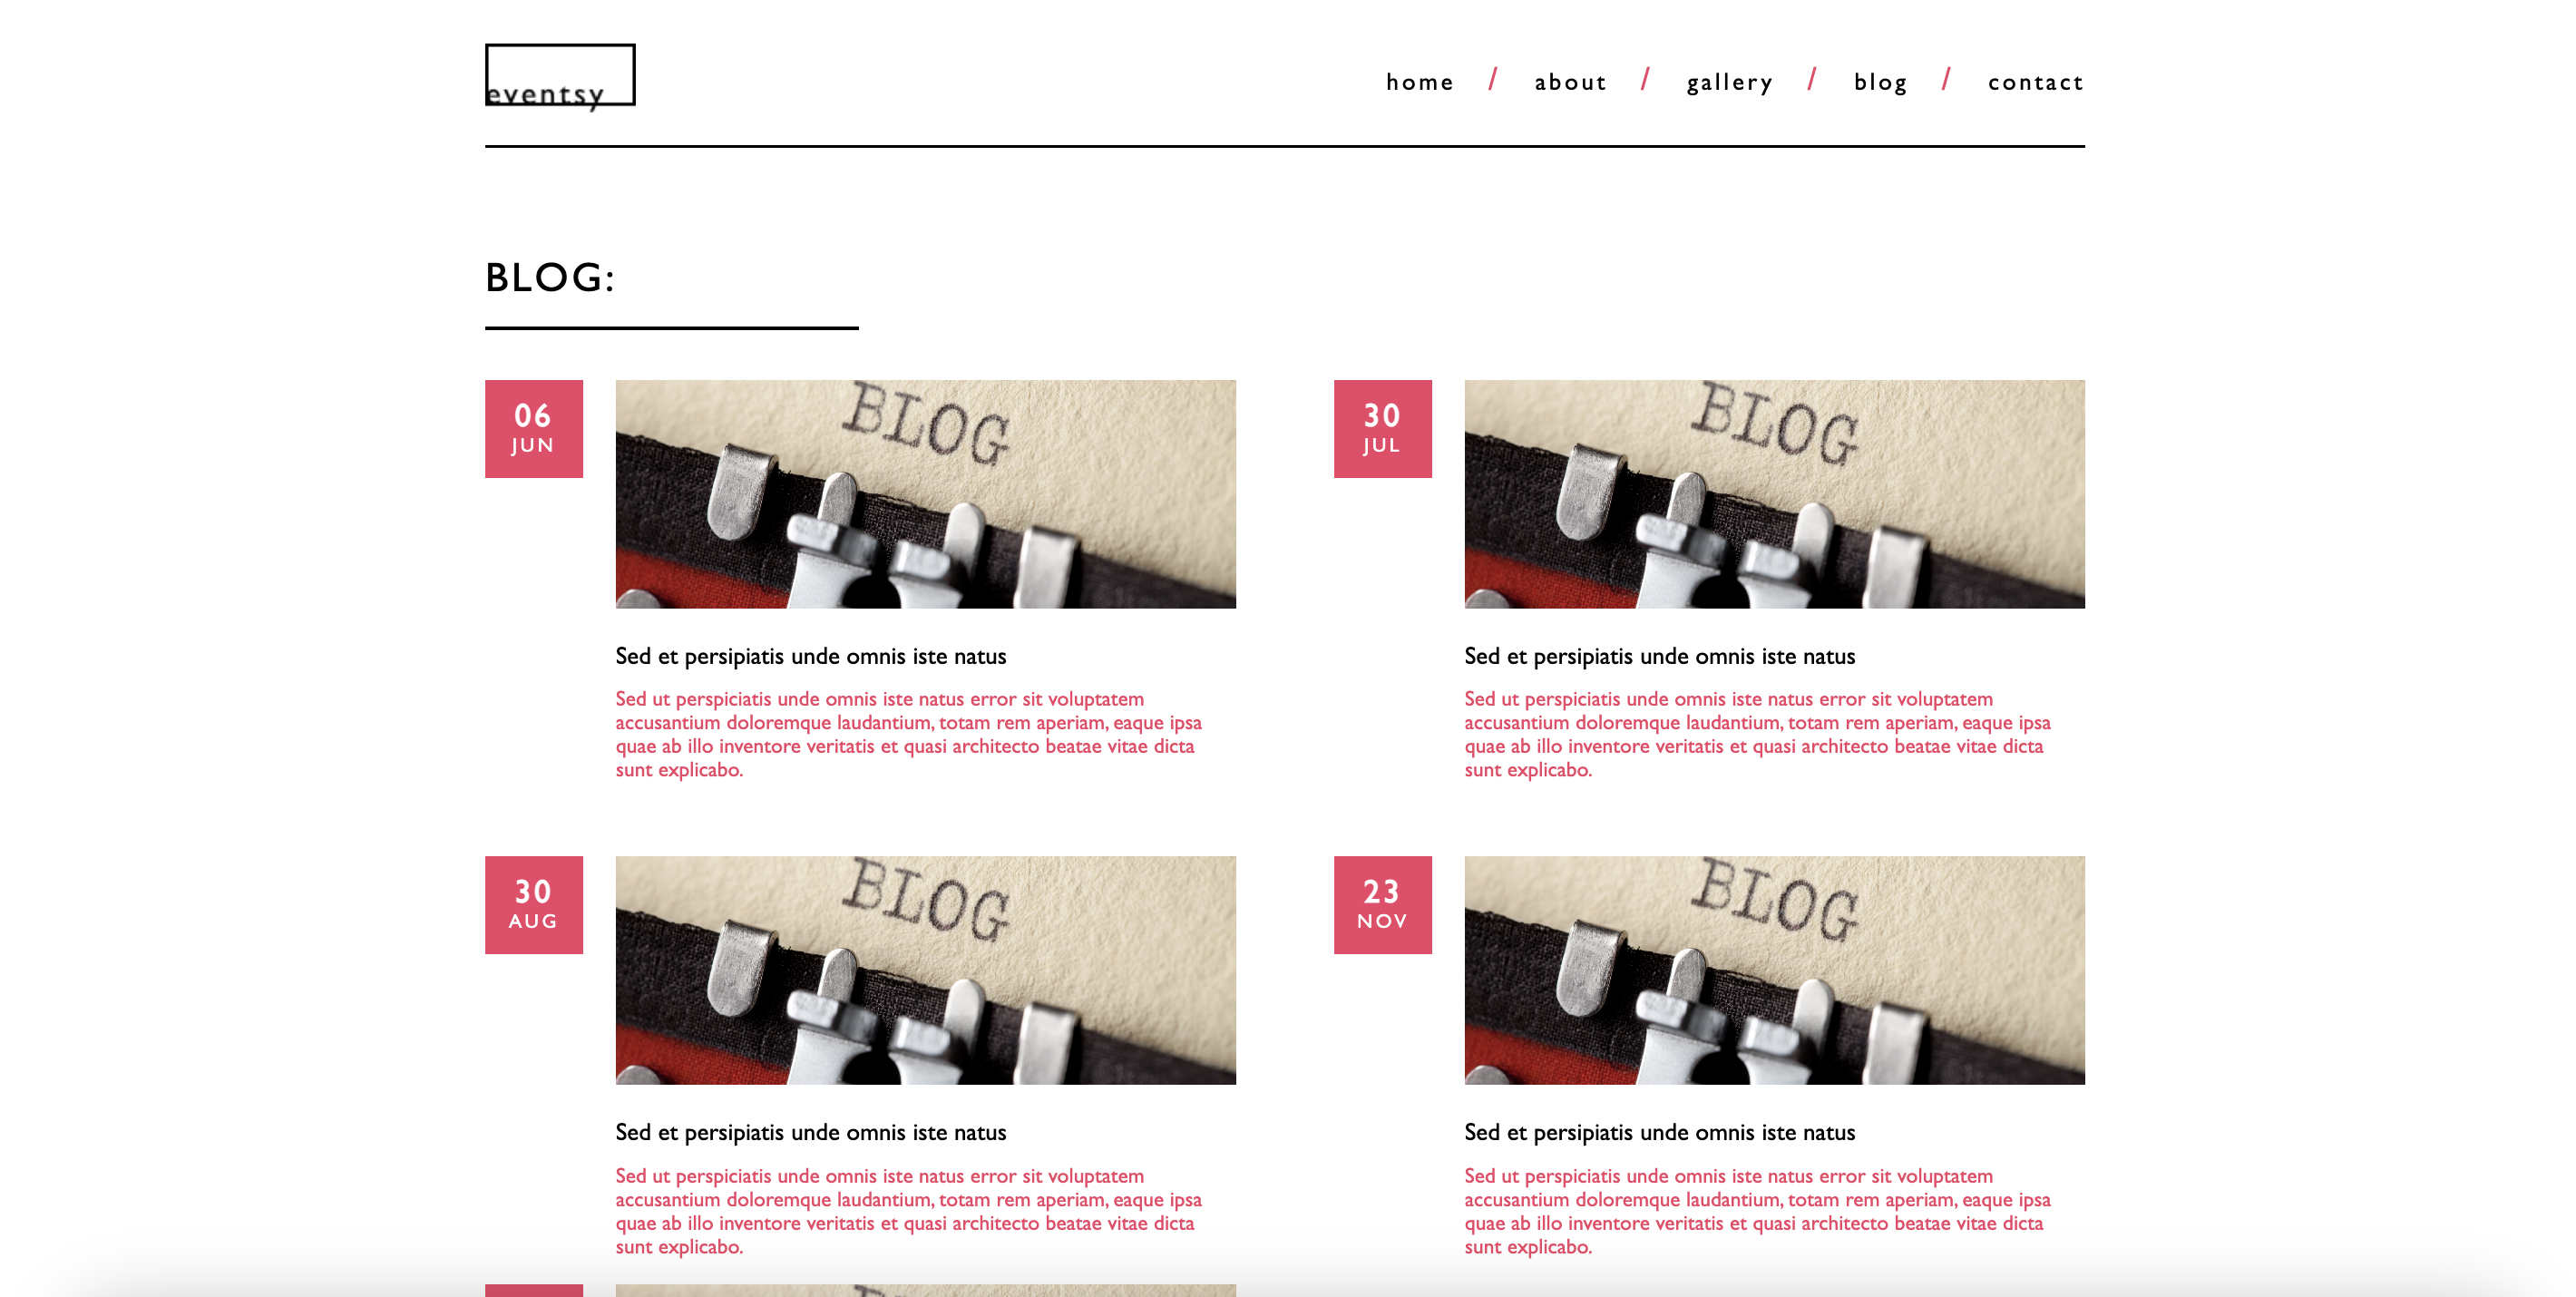 eventsy
home / about / gallery / blog / contact
BLOG:
06
JUN
BLOG
Sed et persipiatis unde omnis iste natus
Sed ut perspiciatis unde omnis iste natus error sit voluptatem
accusantium doloremque laudantium, totam rem aperiam, eaque ipsa
quae ab illo inventore veritatis et quasi architecto beatae vitae dicta
sunt explicabo.
30
JUL
BLOG
Sed et persipiatis unde omnis iste natus
Sed ut perspiciatis unde omnis iste natus error sit voluptatem
accusantium doloremque laudantium, totam rem aperiam, eaque ipsa
quae ab illo inventore veritatis et quasi architecto beatae vitae dicta
sunt explicabo.
30
AUG
BLOG
Sed et persipiatis unde omnis iste natus
Sed ut perspiciatis unde omnis iste natus error sit voluptatem
accusantium doloremque laudantium, totam rem aperiam, eaque ipsa
quae ab illo inventore veritatis et quasi architecto beatae vitae dicta
sunt explicabo.
23
NOV
BLOG
Sed et persipiatis unde omnis iste natus
Sed ut perspiciatis unde omnis iste natus error sit voluptatem
accusantium doloremque laudantium, totam rem aperiam, eaque ipsa
quae ab illo inventore veritatis et quasi architecto beatae vitae dicta
sunt explicabo.